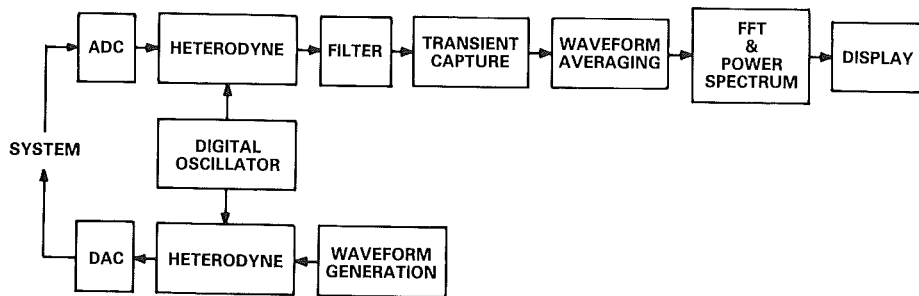 ADC
HETERODYNE
FILTER
TRANSIENT
CAPTURE
WAVEFORM
AVERAGING
FFT
&
POWER
SPECTRUM
DISPLAY
SYSTEM
DIGITAL
OSCILLATOR
DAC
HETERODYNE
WAVEFORM
GENERATION